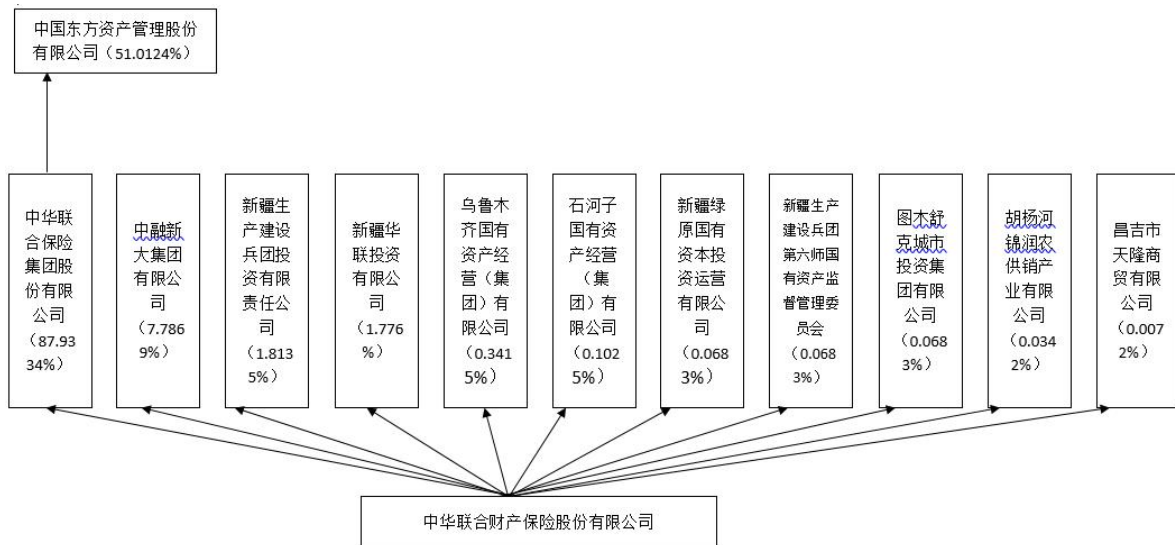 中国东方资产管理股份
有限公司（51.0124%）
中华联
合保险
集团股
份有限
公司
（87.93
34%）
中融新
大集团
有限公
司
（7.786
9%）
新疆生
产建设
兵团投
资有限
责任公
司
（1.813
5%）
新疆华
联投资
有限公
司
（1.776
%）
乌鲁木
齐国有
资产经
营（集
团）有
限公司
（0.341
5%）
石河子
国有资
产经营
（集
团）有
限公司
（0.102
5%）
新疆绿
原国有
资本投
资运营
有限公
司
（0.068
3%）
新疆生产
建设兵团
第六师国
有资产监
督管理委
员会
（0.068
3%）
图木舒
克城市
投资集
团有限
公司
（0.068
3%）
胡杨河
锦润农
供销产
业有限
公司
（0.034
2%）
昌吉市
天隆商
贸有限
公司
（0.007
2%）
中华联合财产保险股份有限公司